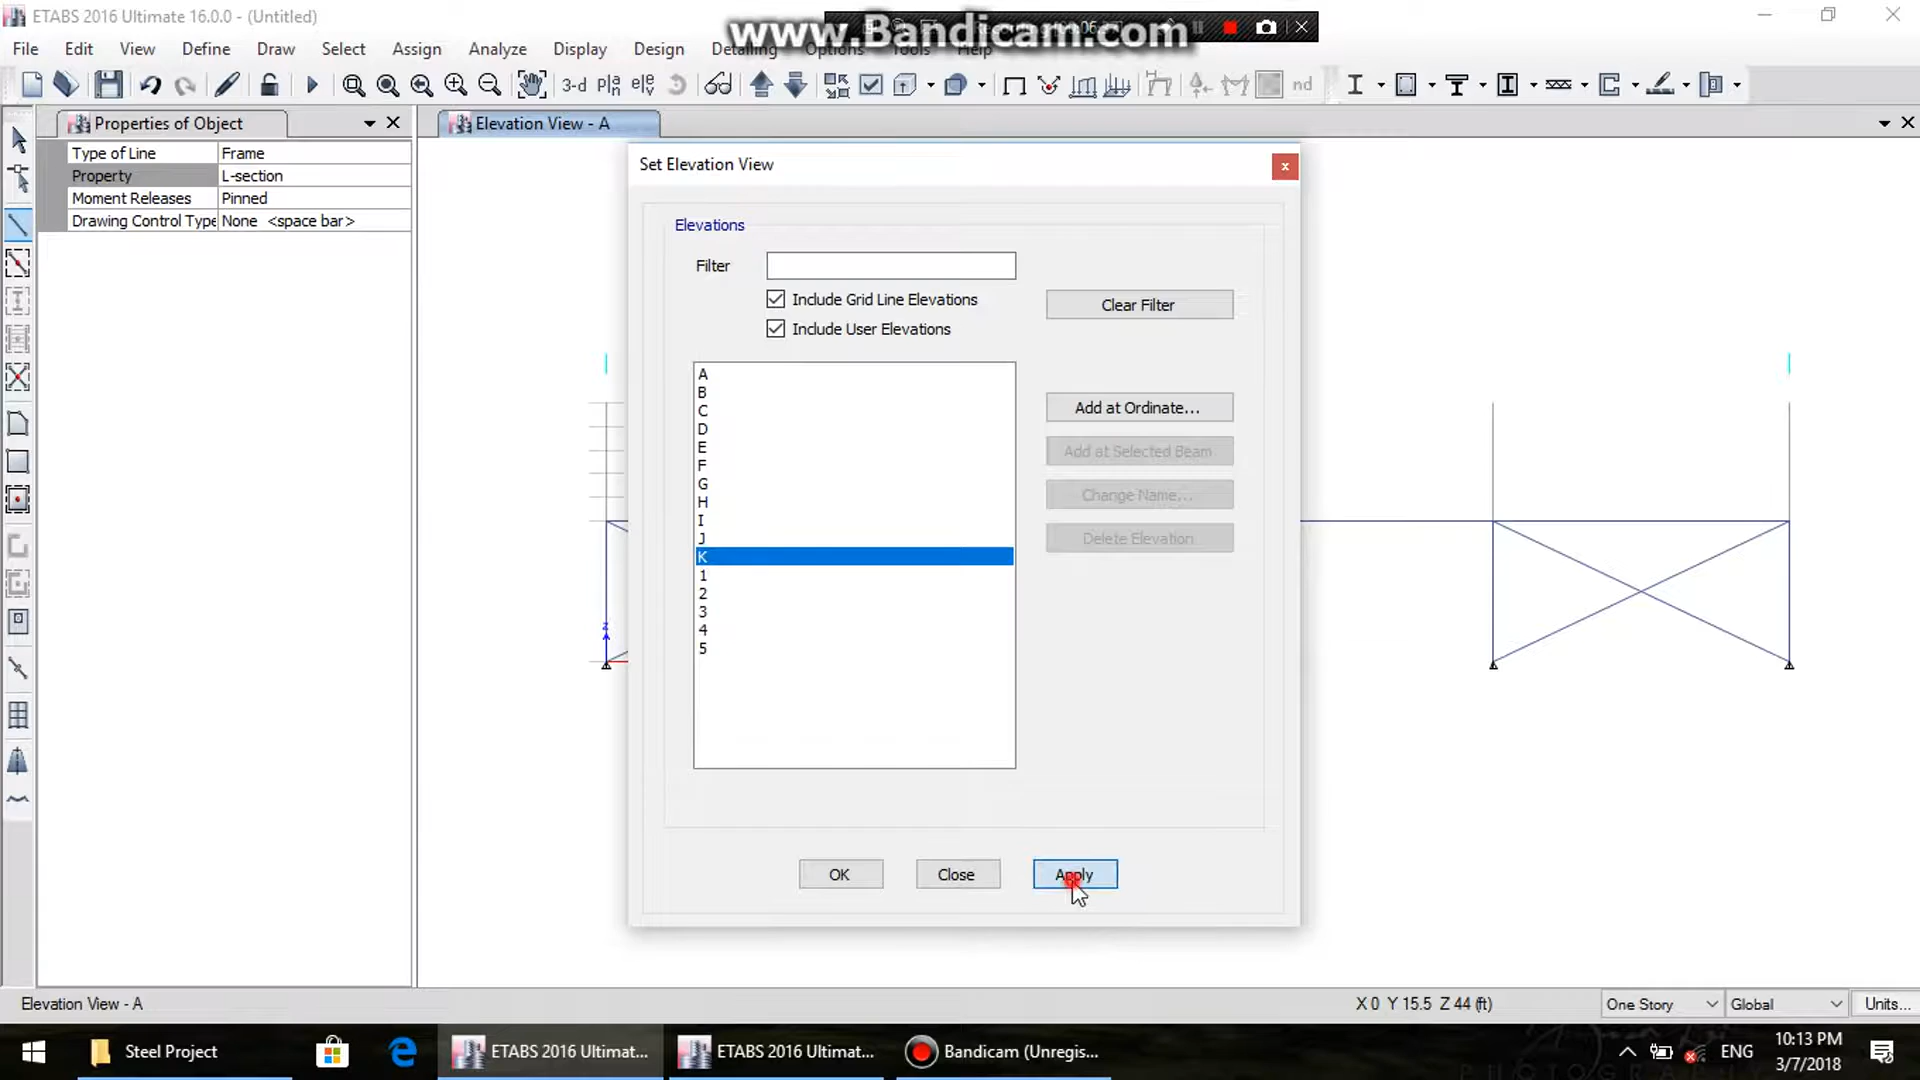 ETABS 2016 Ultimate 16.0.0 - (Untitled)
www.Bandicam.com
File Edit View Define Draw Select Assign Analyze Display Design Detailing Options Tools Help
3-d pla ele nd
Properties of Object
Elevation View - A
Type of Line Frame
Property L-section
Moment Releases Pinned
Drawing Control Type None <space bar>
Set Elevation View
x
Elevations
Filter
Include Grid Line Elevations
Include User Elevations
Clear Filter
A
B
C
D
E
F
G
H
I
J
K
1
2
3
4
5
Add at Ordinate...
Add at Selected Beam
Change Name...
Delete Elevation
OK Close Apply
Z
Elevation View - A
X 0 Y 15.5 Z 44 (ft)
One Story
Global
Units...
Steel Project
ETABS 2016 Ultimat...
ETABS 2016 Ultimat...
Bandicam (Unregis...
ENG
10:13 PM
3/7/2018